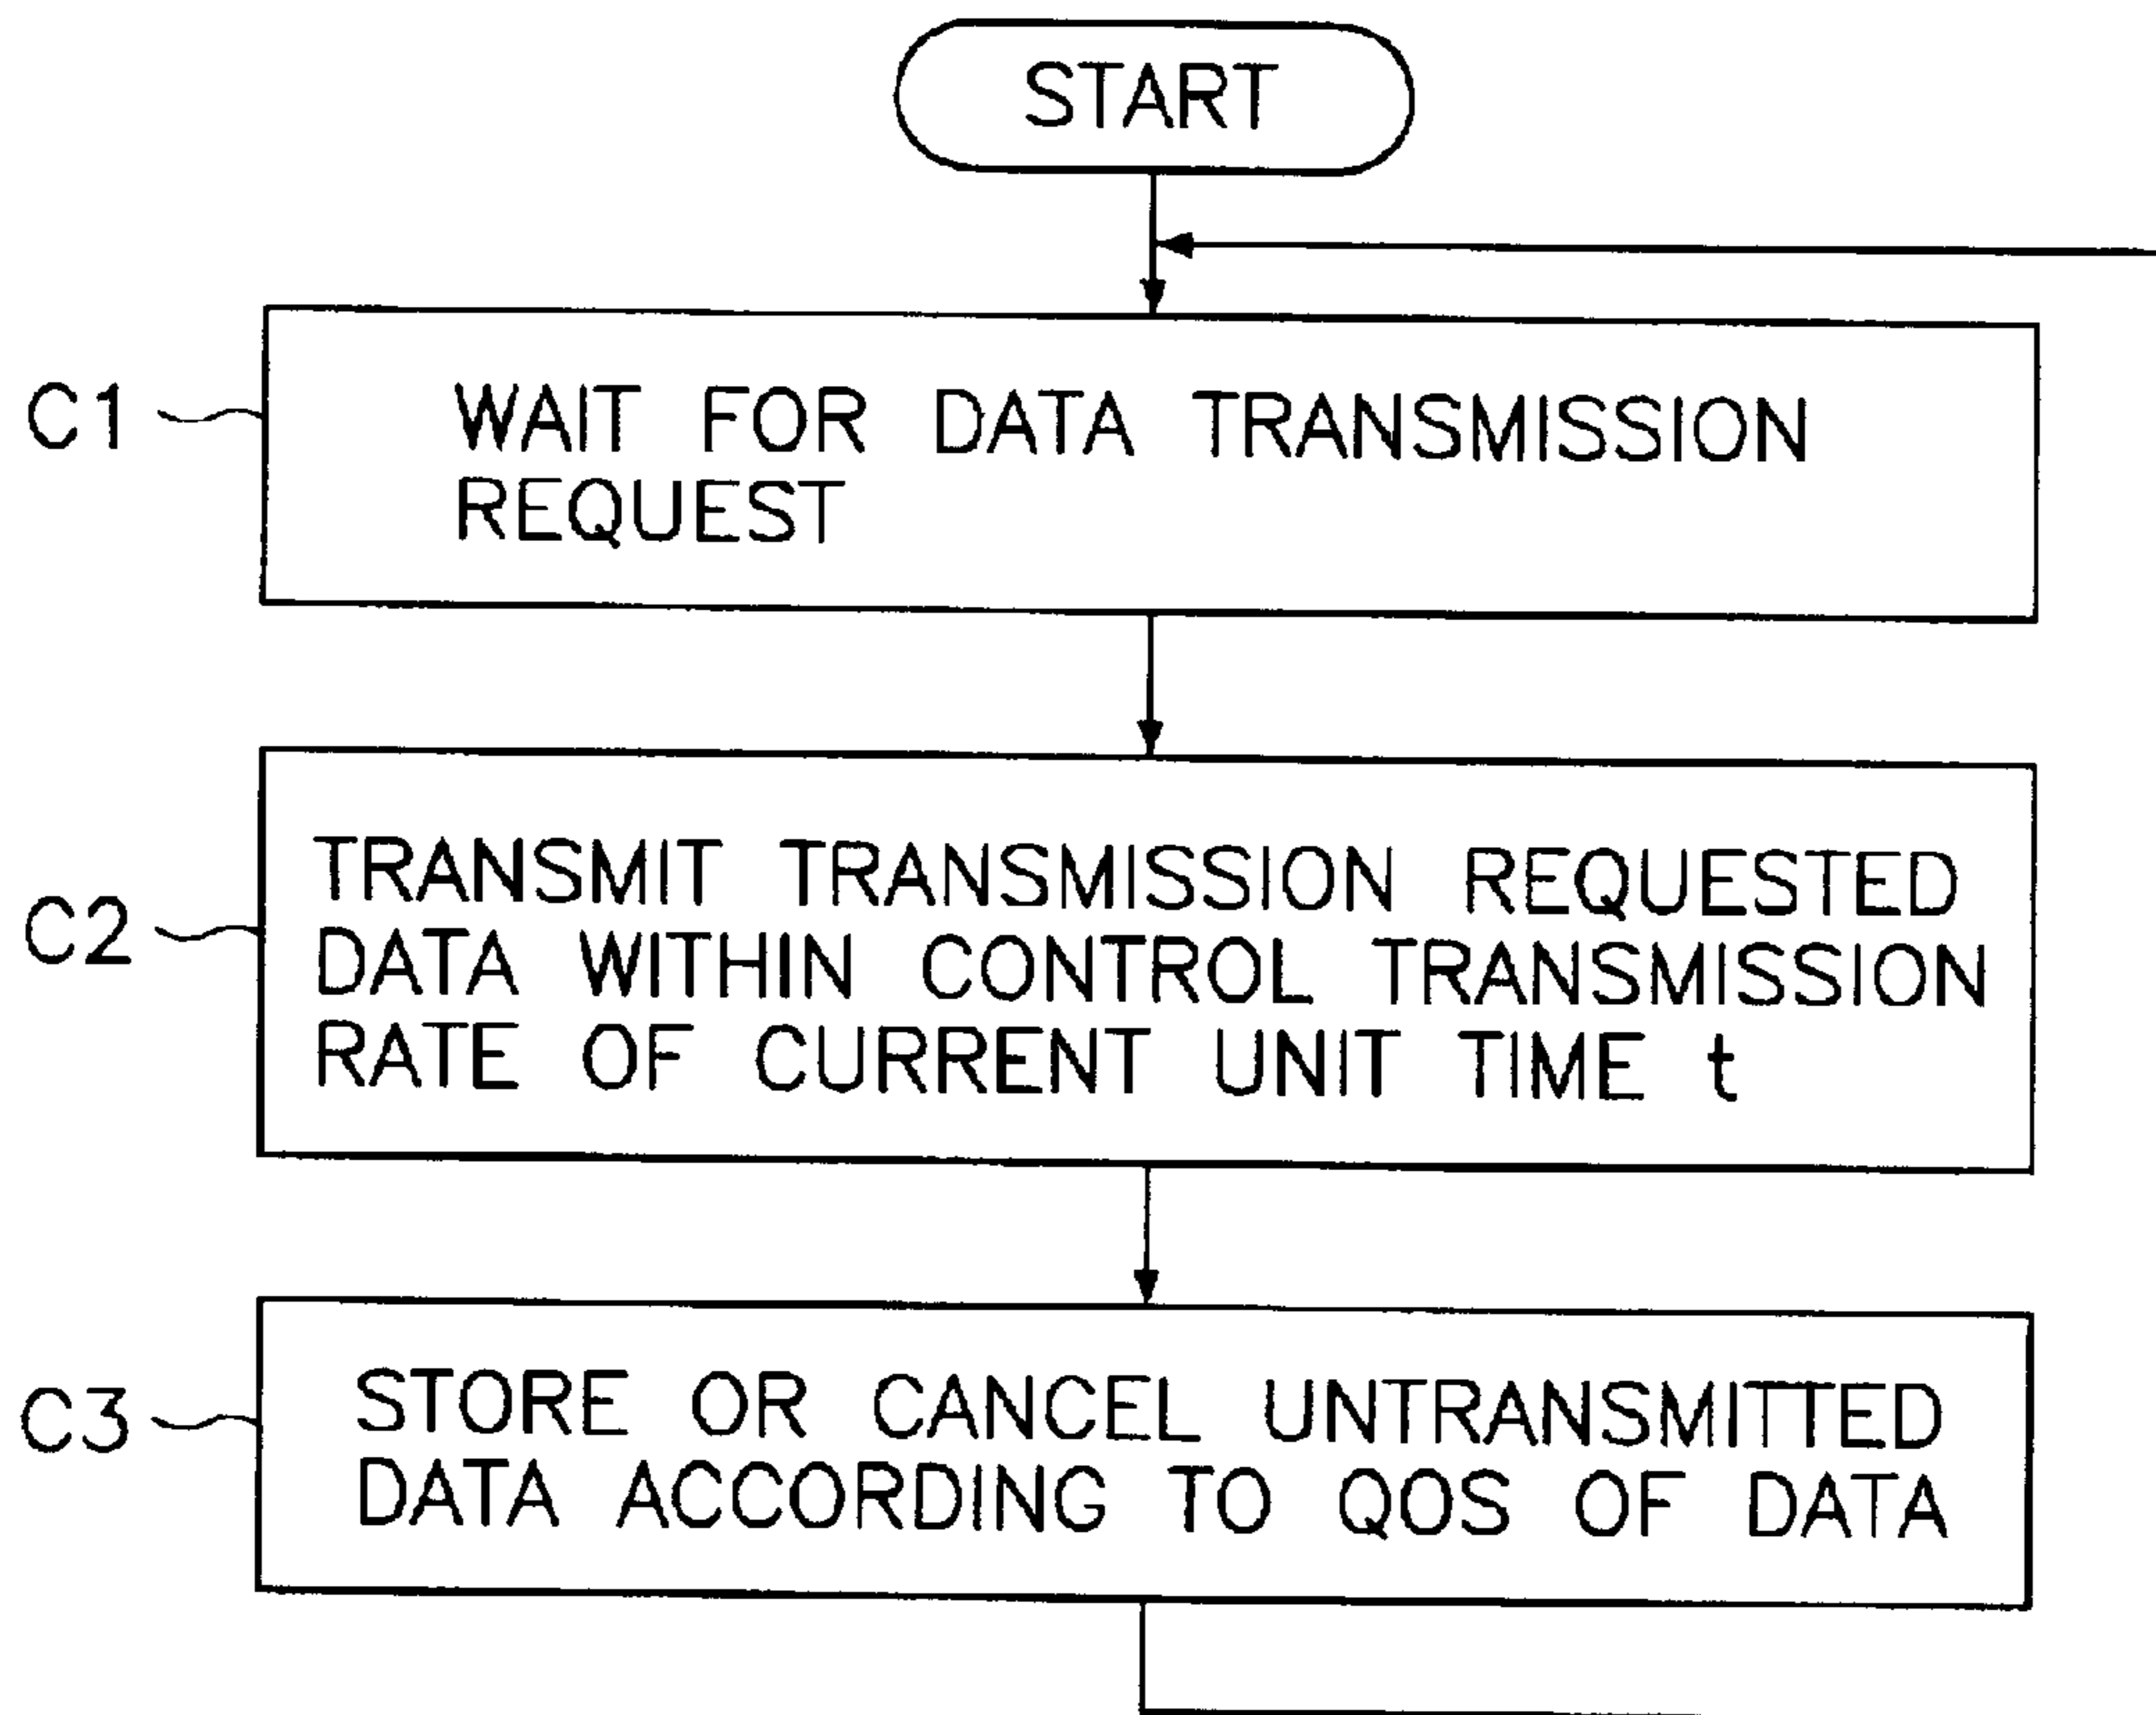 START
C1
WAIT FOR DATA TRANSMISSION
REQUEST
C2
TRANSMIT TRANSMISSION REQUESTED
DATA WITHIN CONTROL TRANSMISSION
RATE OF CURRENT UNIT TIME t
C3
STORE OR CANCEL UNTRANSMITTED
DATA ACCORDING TO QOS OF DATA